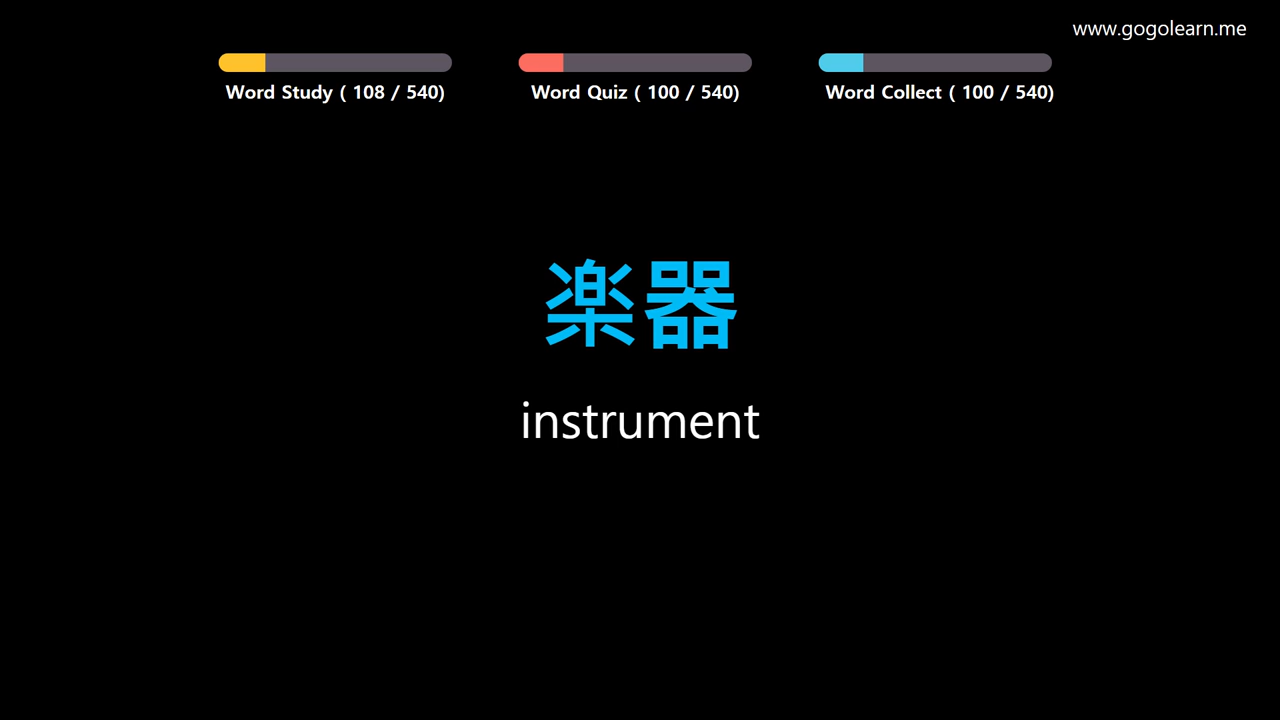 www.gogolearn.me
Word Study ( 108 / 540)
Word Quiz ( 100 / 540)
Word Collect ( 100 / 540)
楽器
instrument